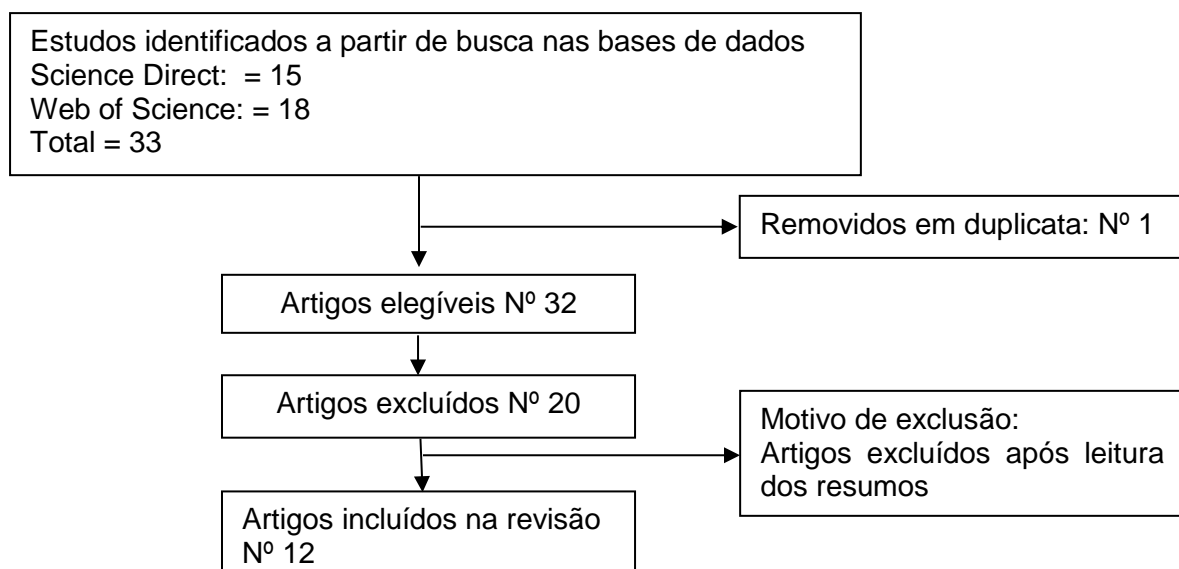 Estudos identificados a partir de busca nas bases de dados
Science Direct:  = 15
Web of Science: = 18
Total = 33
Removidos em duplicata: Nº 1
Artigos elegíveis Nº 32
Artigos excluídos Nº 20
Motivo de exclusão:
Artigos excluídos após leitura
dos resumos
Artigos incluídos na revisão
Nº 12